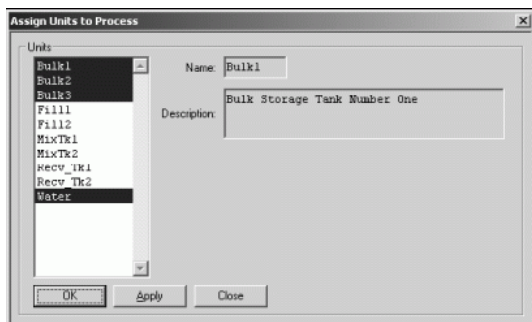 Assign Units to Process
Units
Bulk1
Bulk2
Bulk3
Fill1
Fill2
MixTk1
MixTk2
Recv_Tk1
Recv_Tk2
Water
Name: Bulk1
Description: Bulk Storage Tank Number One
OK Apply Close